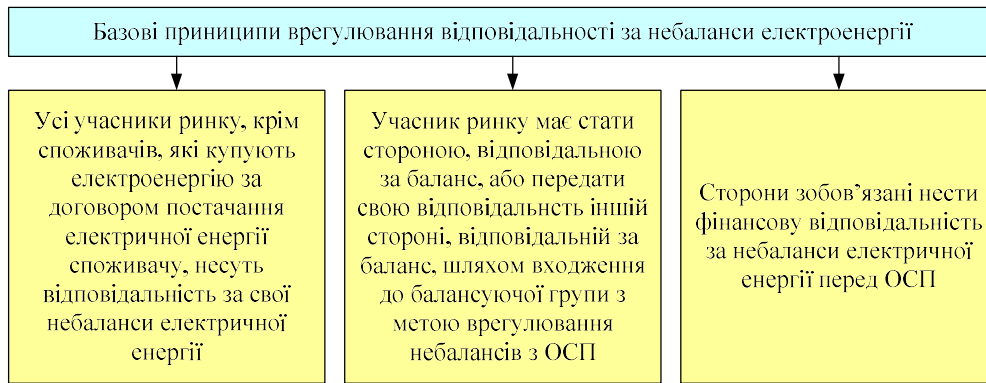 Базові приниципи врегулювання відповідальності за небаланси електроенергії
Усі учасники ринку, крім
споживачів, які купують
електроенергію за
договором постачання
електричної енергії
споживачу, несуть
відповідальність за свої
небаланси електричної
енергії
Учасник ринку має стати
стороною, відповідальною
за баланс, або передати
свою відповідальнсть іншій
стороні, відповідальній за
баланс, шляхом входження
до балансуючої групи з
метою врегулювання
небалансів з ОСП
Сторони зобов’язані нести
фінансову відповідальність
за небаланси електричної
енергії перед ОСП